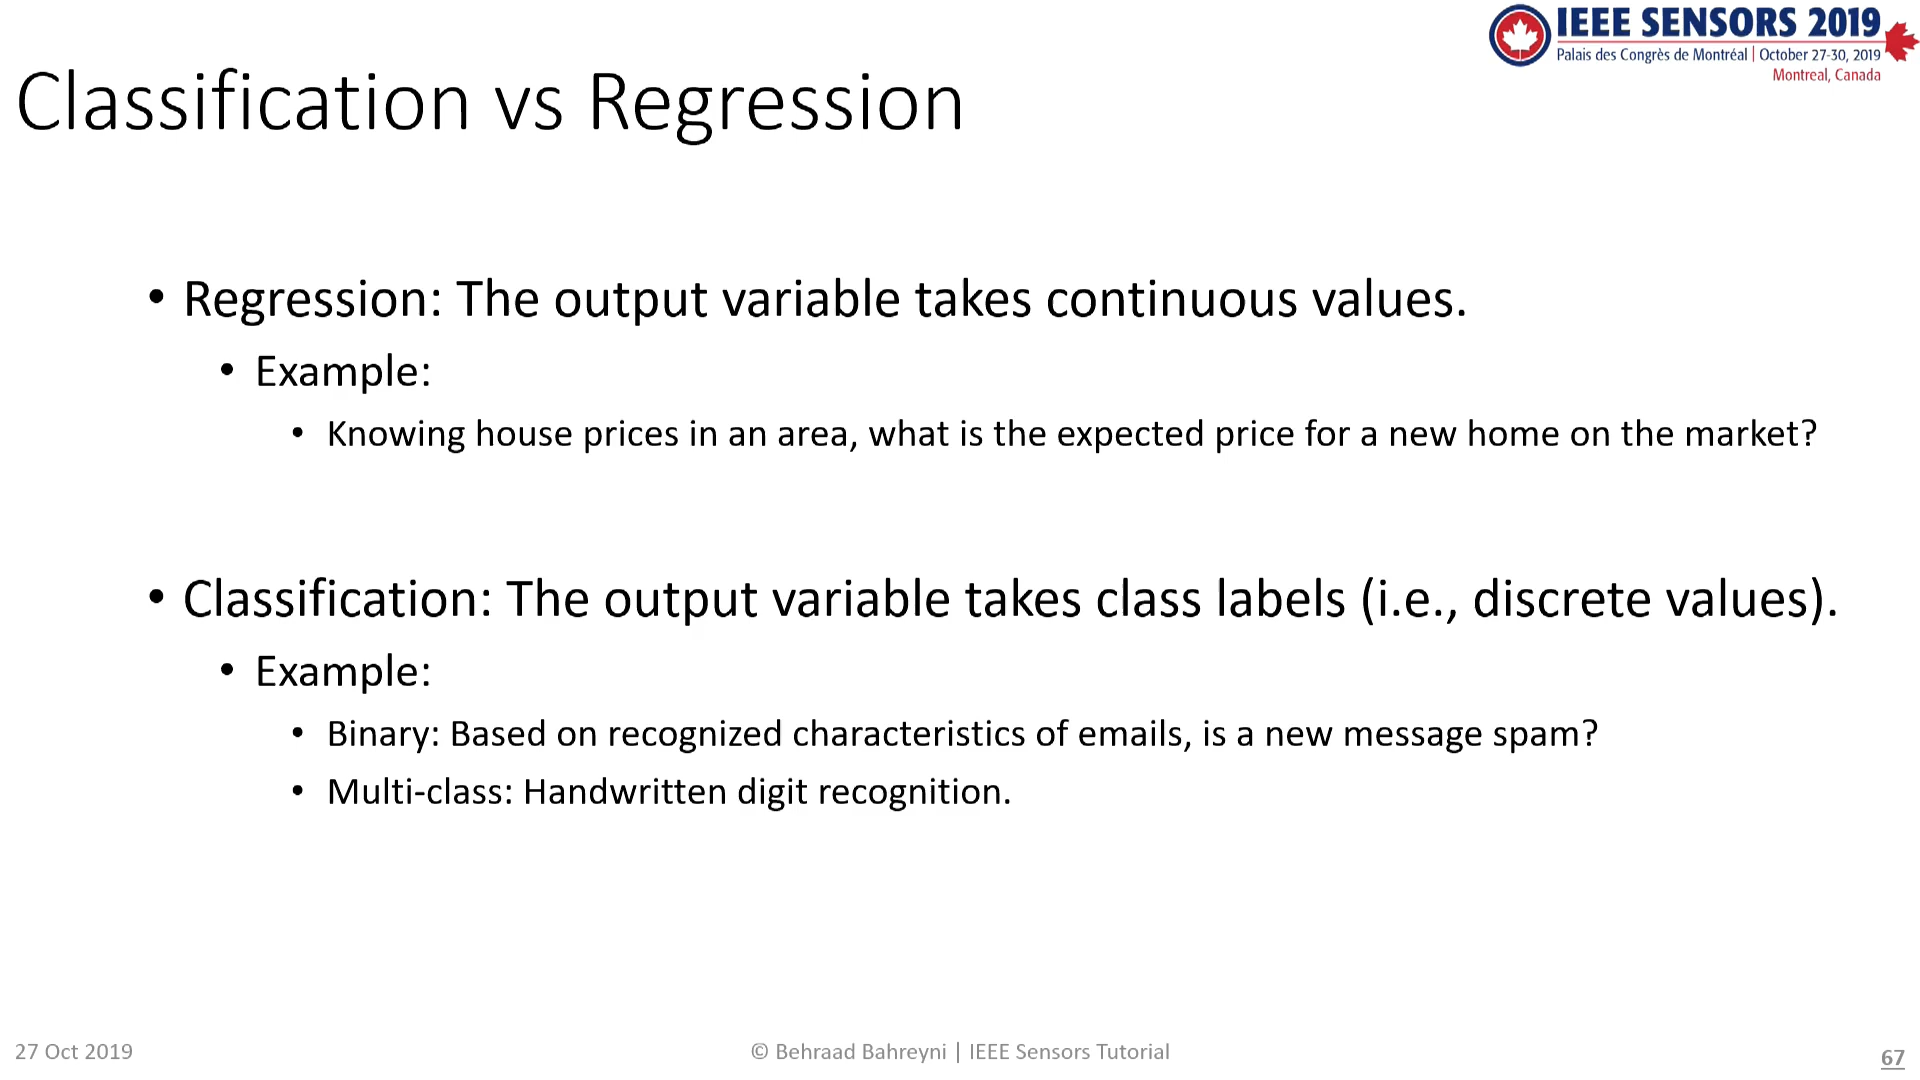 IEEE SENSORS 2019
Palais des Congrès de Montréal | October 27-30, 2019
Montreal, Canada
Classification vs Regression
• Regression: The output variable takes continuous values.
• Example:
• Knowing house prices in an area, what is the expected price for a new home on the market?
• Classification: The output variable takes class labels (i.e., discrete values).
• Example:
• Binary: Based on recognized characteristics of emails, is a new message spam?
• Multi-class: Handwritten digit recognition.
27 Oct 2019
© Behraad Bahreyni | IEEE Sensors Tutorial
67